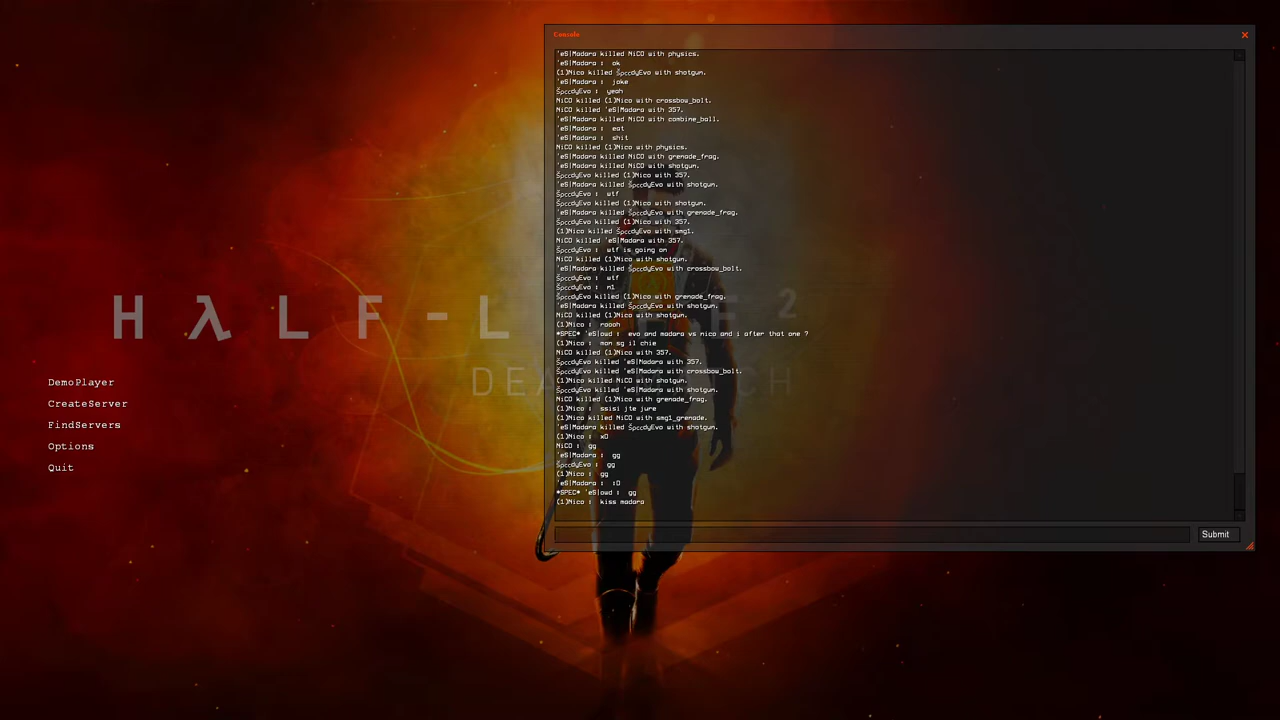 Console
'eS|Madara killed NiCO with physics.
'eS|Madara :  ok
(1)Nico killed ŠpccdyEvo with shotgun.
'eS|Madara :  joke
ŠpccdyEvo :  yeah
NiCO killed (1)Nico with crossbow_bolt.
NiCO killed 'eS|Madara with 357.
'eS|Madara killed NiCO with combine_ball.
'eS|Madara :  eat
'eS|Madara :  shit
NiCO killed (1)Nico with physics.
'eS|Madara killed NiCO with grenade_frag.
'eS|Madara killed NiCO with shotgun.
ŠpccdyEvo killed (1)Nico with 357.
'eS|Madara killed ŠpccdyEvo with shotgun.
ŠpccdyEvo :  wtf
ŠpccdyEvo killed (1)Nico with shotgun.
'eS|Madara killed ŠpccdyEvo with grenade_frag.
ŠpccdyEvo killed (1)Nico with 357.
(1)Nico killed ŠpccdyEvo with smg1.
NiCO killed 'eS|Madara with 357.
ŠpccdyEvo :  wtf is going on
NiCO killed (1)Nico with shotgun.
'eS|Madara killed ŠpccdyEvo with crossbow_bolt.
ŠpccdyEvo :  wtf
ŠpccdyEvo :  n1
ŠpccdyEvo killed (1)Nico with grenade_frag.
'eS|Madara killed ŠpccdyEvo with shotgun.
NiCO killed (1)Nico with shotgun.
(1)Nico :  roooh
*SPEC* 'eS|owd :  evo and madara vs nico and i after that one ?
(1)Nico :  mon sg il chie
NiCO killed (1)Nico with 357.
ŠpccdyEvo killed 'eS|Madara with 357.
ŠpccdyEvo killed 'eS|Madara with crossbow_bolt.
(1)Nico killed NiCO with shotgun.
ŠpccdyEvo killed 'eS|Madara with shotgun.
NiCO killed (1)Nico with grenade_frag.
(1)Nico :  ssisi jte jure
(1)Nico killed NiCO with smg1_grenade.
'eS|Madara killed ŠpccdyEvo with shotgun.
(1)Nico :  xD
NiCO :  gg
'eS|Madara :  gg
ŠpccdyEvo :  gg
(1)Nico :  gg
'eS|Madara :  :D
*SPEC* 'eS|owd :  gg
(1)Nico :  kiss madara
Submit
HλLF-L E²
DEA CH
DemoPlayer
CreateServer
FindServers
Options
Quit